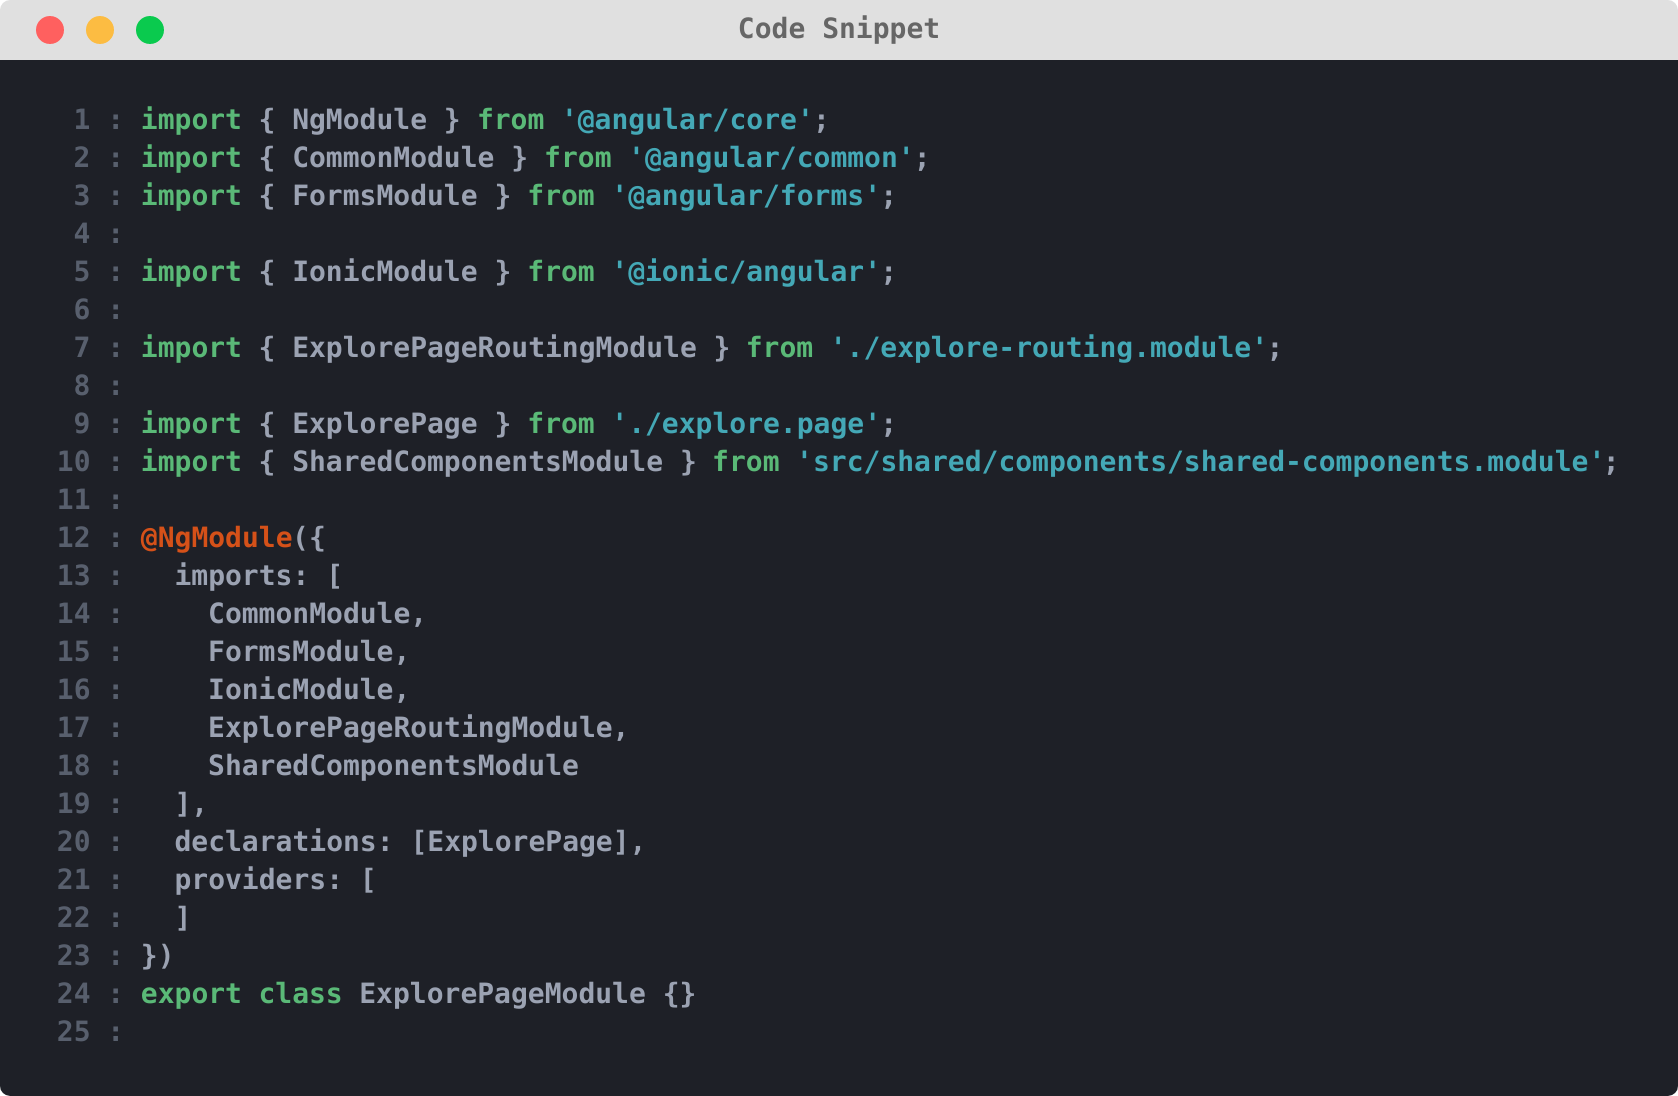 Code Snippet
1 : import { NgModule } from '@angular/core';
2 : import { CommonModule } from '@angular/common';
3 : import { FormsModule } from '@angular/forms';
4 :
5 : import { IonicModule } from '@ionic/angular';
6 :
7 : import { ExplorePageRoutingModule } from './explore-routing.module';
8 :
9 : import { ExplorePage } from './explore.page';
10 : import { SharedComponentsModule } from 'src/shared/components/shared-components.module';
11 :
12 : @NgModule({
13 :   imports: [
14 :     CommonModule,
15 :     FormsModule,
16 :     IonicModule,
17 :     ExplorePageRoutingModule,
18 :     SharedComponentsModule
19 :   ],
20 :   declarations: [ExplorePage],
21 :   providers: [
22 :   ]
23 : })
24 : export class ExplorePageModule {}
25 :